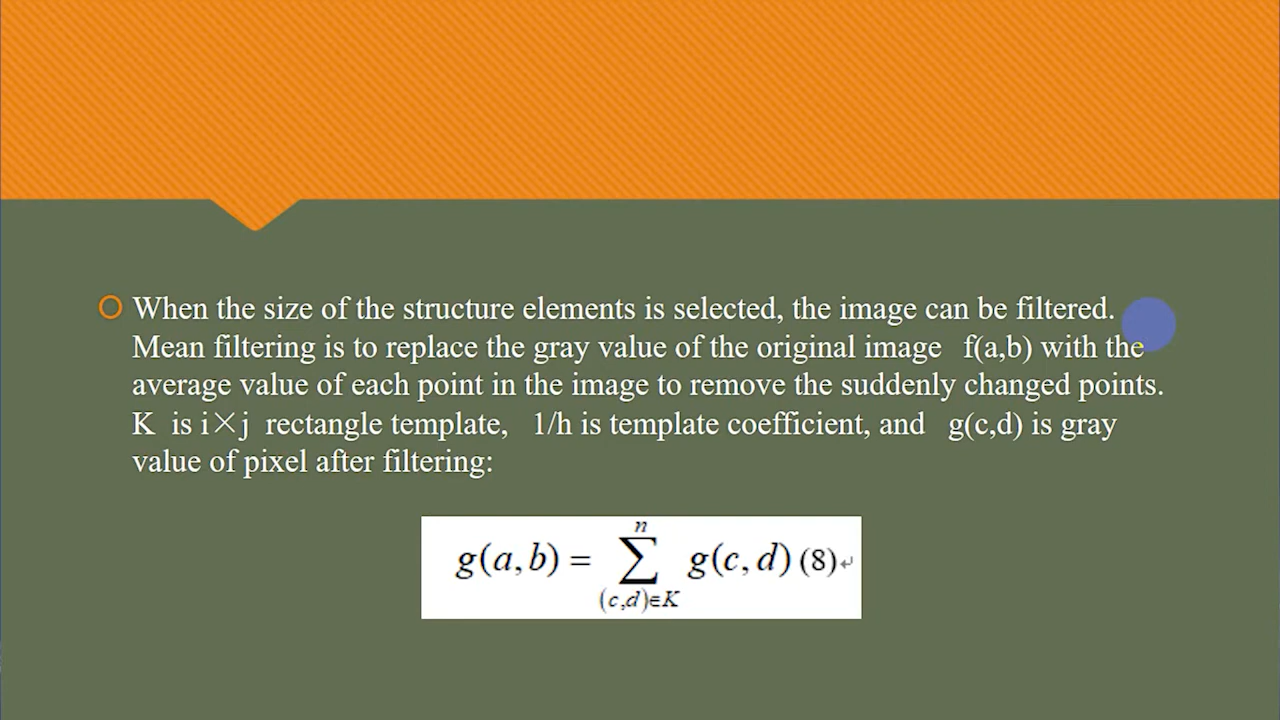 When the size of the structure elements is selected, the image can be filtered.
Mean filtering is to replace the gray value of the original image f(a,b) with the
average value of each point in the image to remove the suddenly changed points.
K is i×j rectangle template, 1/h is template coefficient, and g(c,d) is gray
value of pixel after filtering:
n
g(a,b) = ∑ g(c,d) (8)↵
(c,d)∈K